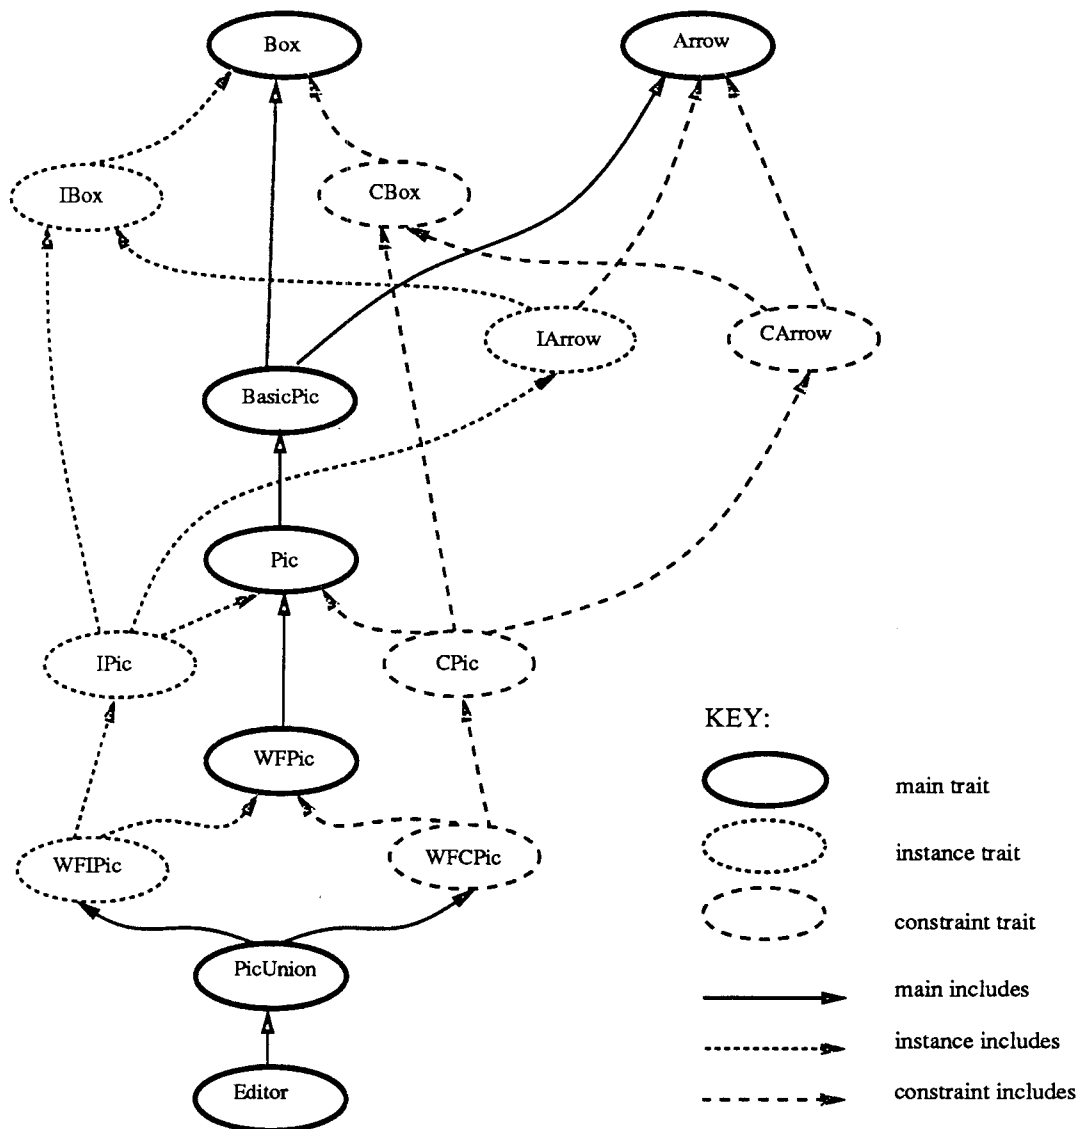 Box
Arrow
IBox
CBox
IArrow
CArrow
BasicPic
Pic
IPic
CPic
KEY:
WFPic
main trait
WFIPic
WFCPic
instance trait
constraint trait
PicUnion
main includes
instance includes
Editor
constraint includes